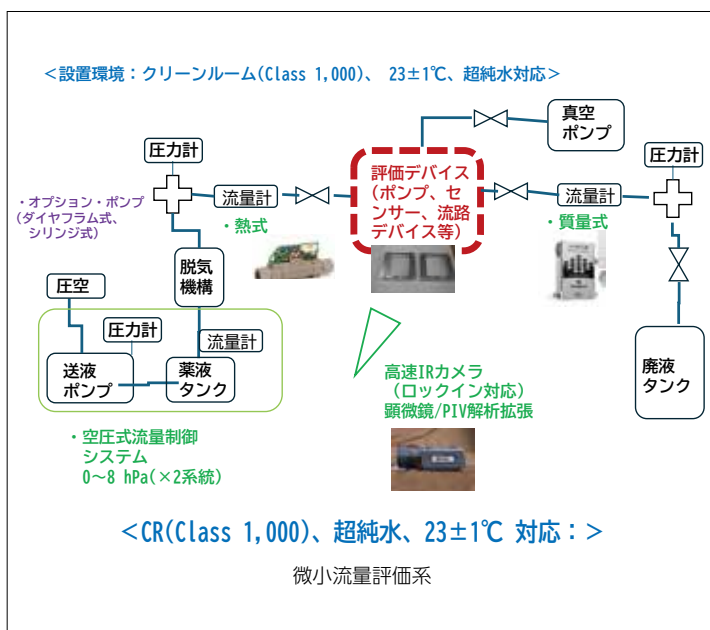 ＜設置環境：クリーンルーム(Class 1,000)、 23±1℃、超純水対応＞
真空
ポンプ
圧力計
評価デバイス
(ポンプ、セ
ンサー、流路
デバイス等)
圧力計
・オプション・ポンプ
(ダイヤフラム式、
シリンジ式)
流量計
・熱式
流量計
・質量式
脱気
機構
圧空
圧力計
流量計
送液
ポンプ
薬液
タンク
廃液
タンク
高速IRカメラ
(ロックイン対応)
顕微鏡/PIV解析拡張
・空圧式流量制御
システム
0～8 hPa(×2系統)
＜CR(Class 1,000)、超純水、23±1℃ 対応：＞
微小流量評価系